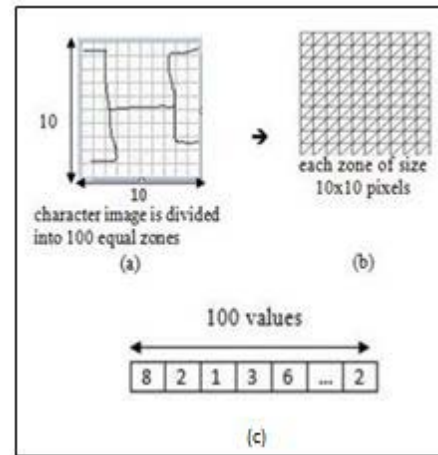 10
10
character image is divided
into 100 equal zones
(a)
➔
each zone of size
10x10 pixels
(b)
100 values
8 2 1 3 6 ... 2
(c)